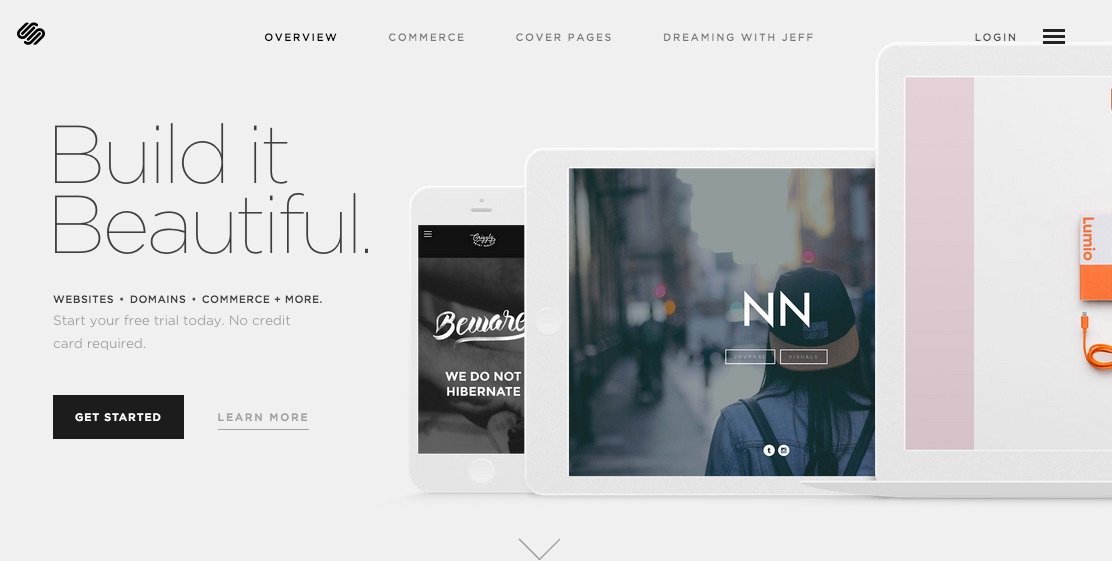 OVERVIEW
COMMERCE
COVER PAGES
DREAMING WITH JEFF
LOGIN
Build it
Beautiful.
WEBSITES • DOMAINS • COMMERCE + MORE.
Start your free trial today. No credit
card required.
GET STARTED
LEARN MORE
Grizzly
Beware
WE DO NOT
HIBERNATE
NN
JOURNAL
VISUALS
Lumio